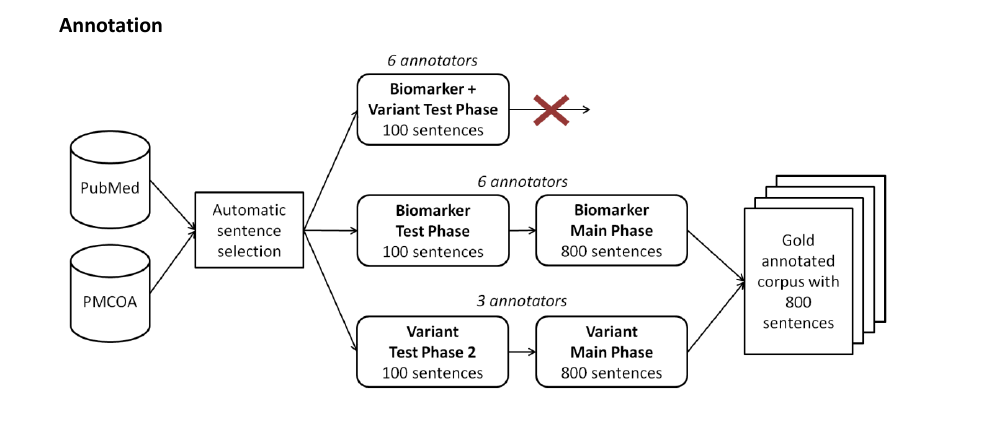 Annotation
6 annotators
Biomarker +
Variant Test Phase
100 sentences
PubMed
PMCOA
Automatic
sentence
selection
6 annotators
Biomarker
Test Phase
100 sentences
Biomarker
Main Phase
800 sentences
3 annotators
Variant
Test Phase 2
100 sentences
Variant
Main Phase
800 sentences
Gold
annotated
corpus with
800
sentences